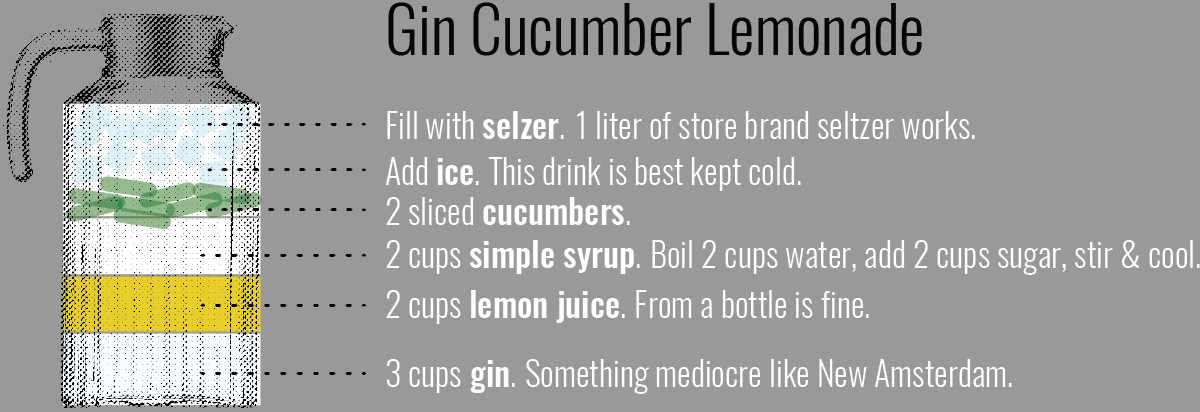 Gin Cucumber Lemonade
Fill with selzer. 1 liter of store brand seltzer works.
Add ice. This drink is best kept cold.
2 sliced cucumbers.
2 cups simple syrup. Boil 2 cups water, add 2 cups sugar, stir & cool.
2 cups lemon juice. From a bottle is fine.
3 cups gin. Something mediocre like New Amsterdam.